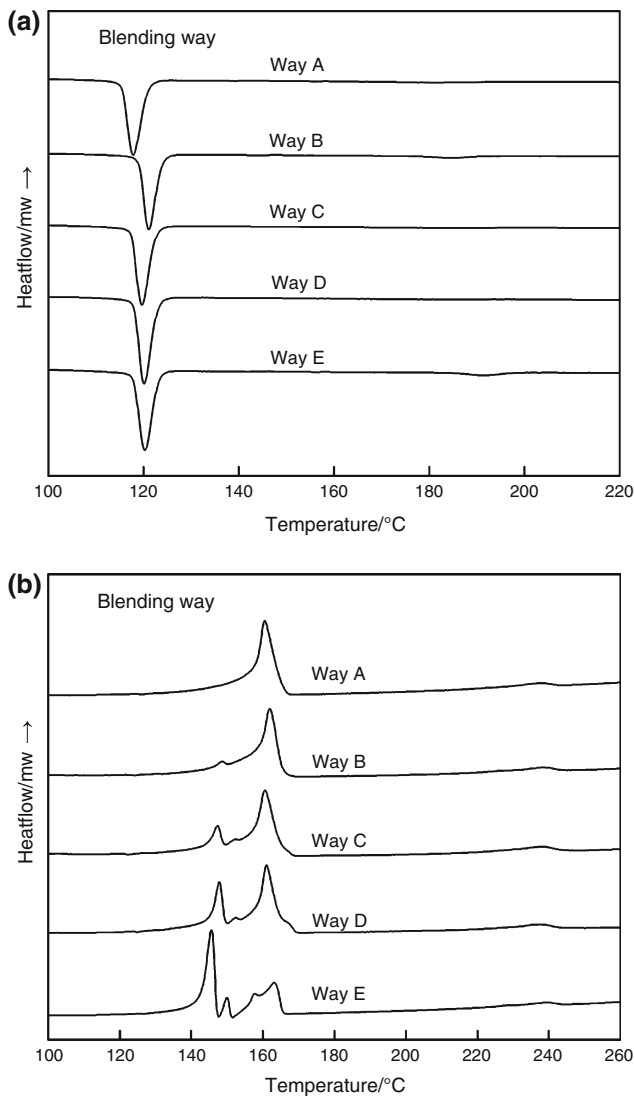 (a)
Blending way
Way A
Way B
Way C
Way D
Way E
Heatflow/mw →
100 120 140 160 180 200 220
Temperature/°C
(b)
Blending way
Way A
Way B
Way C
Way D
Way E
Heatflow/mw →
100 120 140 160 180 200 220 240 260
Temperature/°C